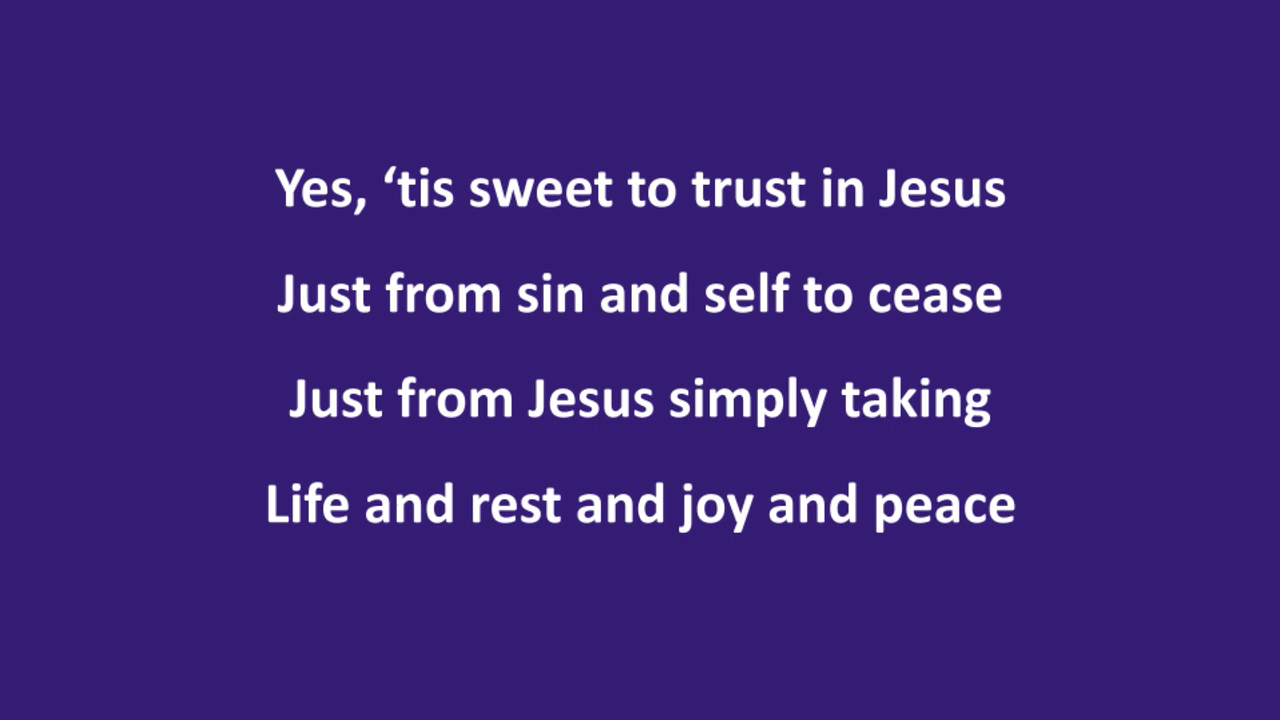 Yes, ‘tis sweet to trust in Jesus
Just from sin and self to cease
Just from Jesus simply taking
Life and rest and joy and peace